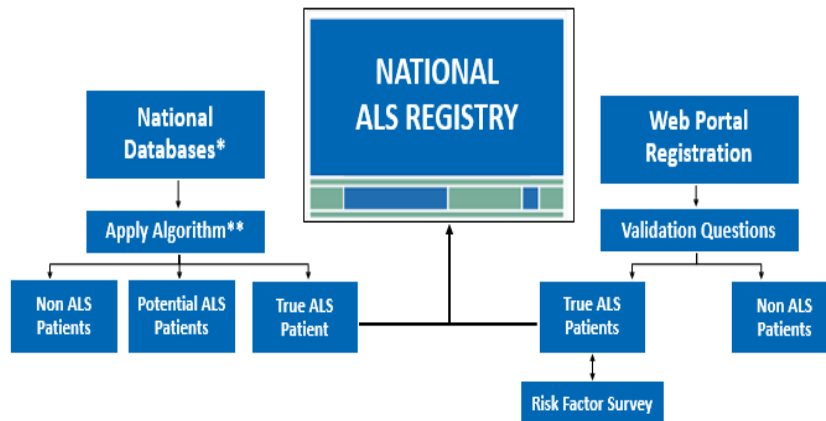 NATIONAL
ALS REGISTRY
National
Databases*
Web Portal
Registration
Apply Algorithm**
Validation Questions
Non ALS
Patients
Potential ALS
Patients
True ALS
Patient
True ALS
Patients
Non ALS
Patients
Risk Factor Survey